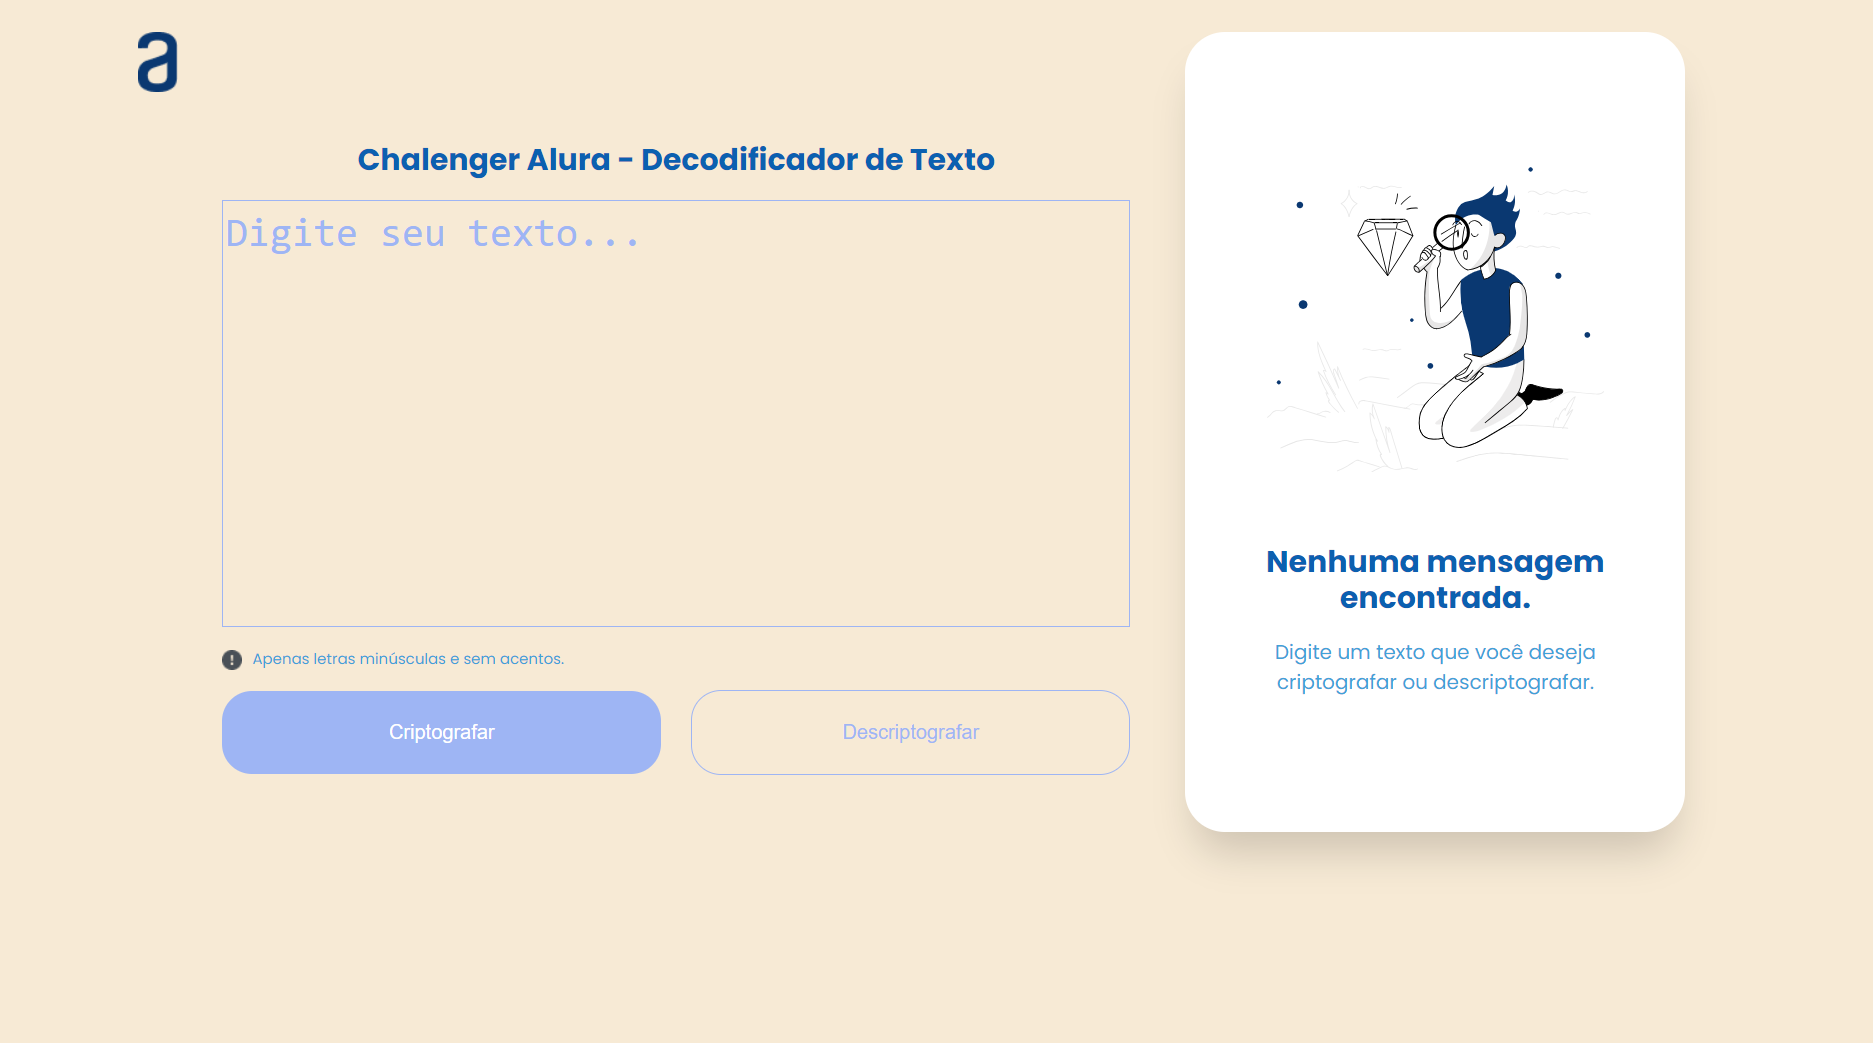 a
Chalenger Alura - Decodificador de Texto
Digite seu texto...
! Apenas letras minúsculas e sem acentos.
Criptografar
Descriptografar
Nenhuma mensagem
encontrada.
Digite um texto que você deseja
criptografar ou descriptografar.